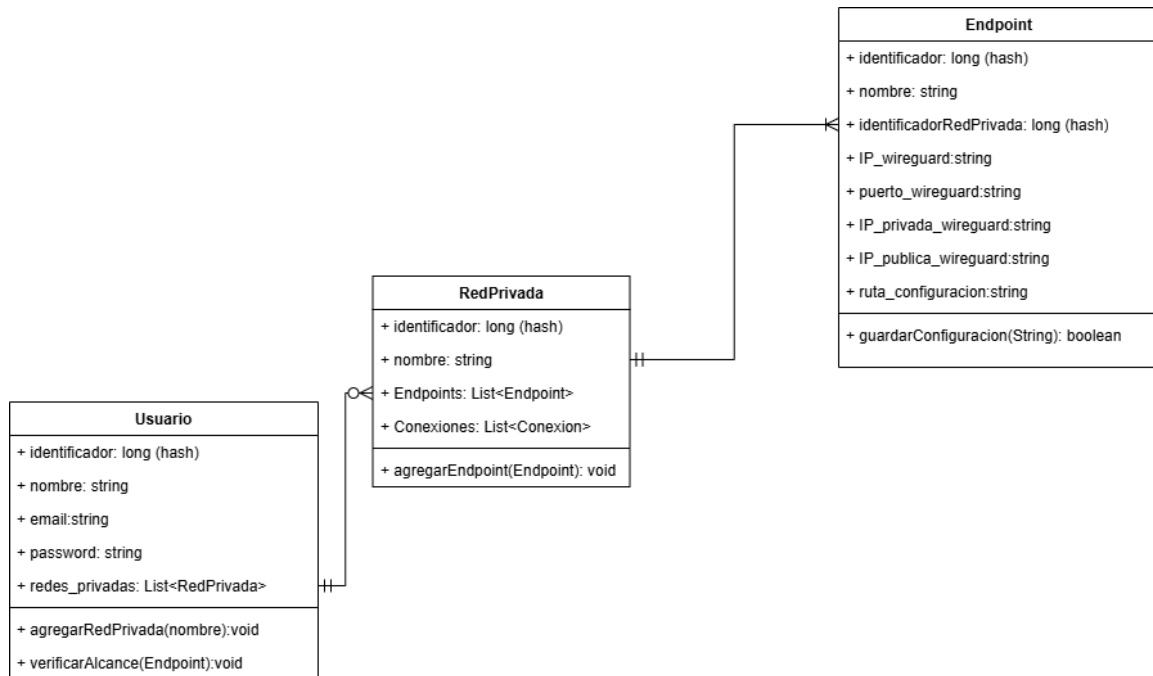 Endpoint
+ identificador: long (hash)
+ nombre: string
+ identificadorRedPrivada: long (hash)
+ IP_wireguard:string
+ puerto_wireguard:string
+ IP_privada_wireguard:string
+ IP_publica_wireguard:string
+ ruta_configuracion:string
+ guardarConfiguracion(String): boolean
RedPrivada
+ identificador: long (hash)
+ nombre: string
+ Endpoints: List<Endpoint>
+ Conexiones: List<Conexion>
+ agregarEndpoint(Endpoint): void
Usuario
+ identificador: long (hash)
+ nombre: string
+ email:string
+ password: string
+ redes_privadas: List<RedPrivada>
+ agregarRedPrivada(nombre):void
+ verificarAlcance(Endpoint):void